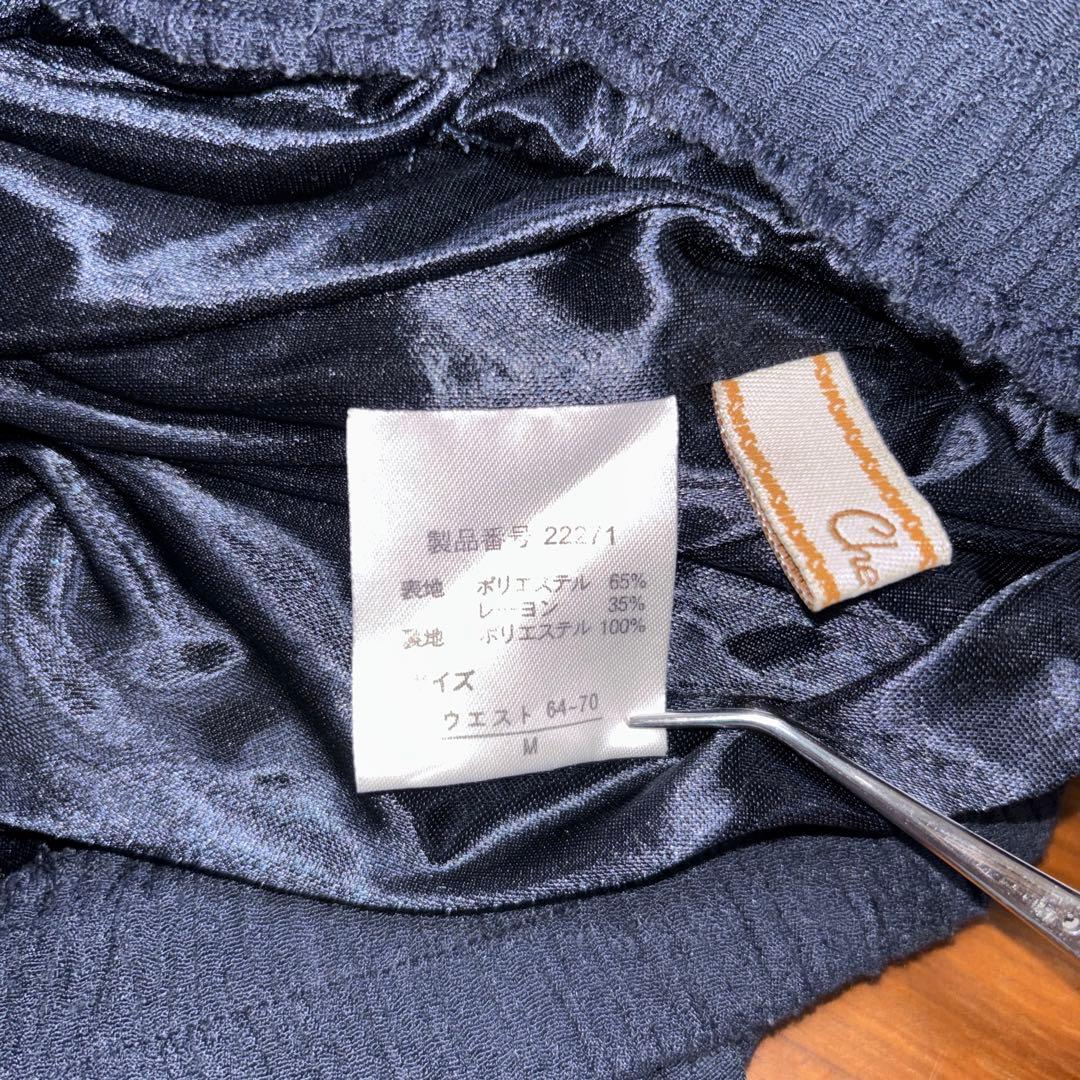 製品番号 22271
表地 ポリエステル 65%
レーヨン 35%
裏地 ポリエステル 100%
サイズ
ウエスト 64~70
M
Che